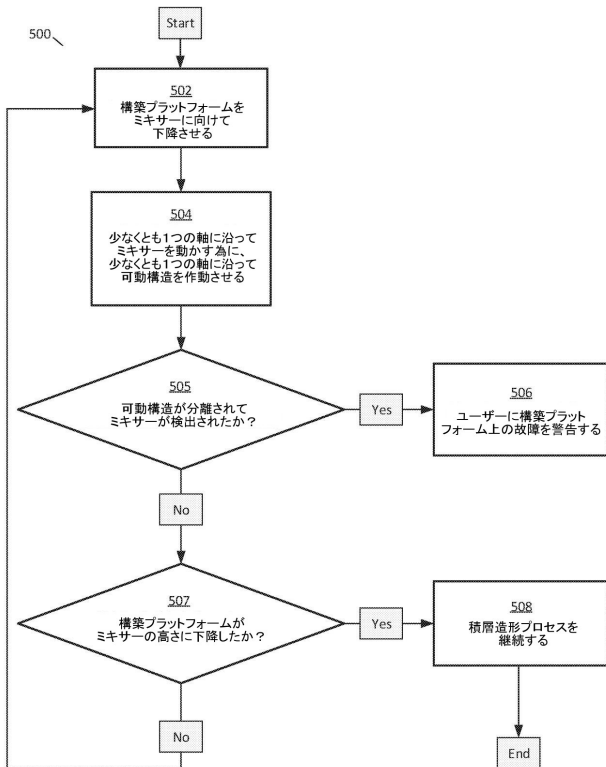 Start
500
502
構築プラットフォームを
ミキサーに向けて
下降させる
504
少なくとも1つの軸に沿って
ミキサーを動かす為に、
少なくとも1つの軸に沿って
可動構造を作動させる
505
可動構造が分離されて
ミキサーが検出されたか？
Yes
506
ユーザーに構築プラット
フォーム上の故障を警告する
No
507
構築プラットフォームが
ミキサーの高さに下降したか？
Yes
508
積層造形プロセスを
継続する
No
End